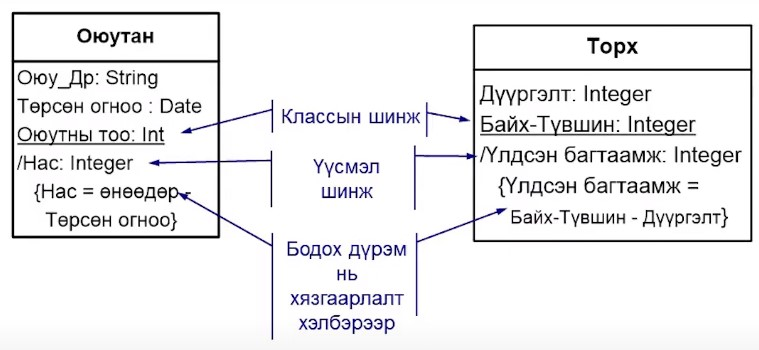 Оюутан
Оюу_Др: String
Төрсөн огноо : Date
Оюутны тоо: Int
/Нас: Integer
{Нас = өнөөдөр -
Төрсөн огноо}
Классын шинж
Үүсмэл
шинж
Бодох дүрэм
нь
хязгаарлалт
хэлбэрээр
Торх
Дүүргэлт: Integer
Байх-Түвшин: Integer
/Үлдсэн багтаамж: Integer
{Үлдсэн багтаамж =
Байх-Түвшин - Дүүргэлт}